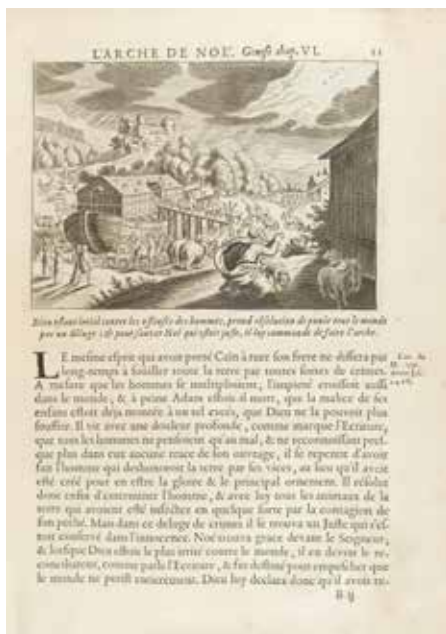 L'ARCHE DE NOE'. Genese chap. VI. 11
Dieu estant irrité contre les offenses des hommes, prend résolution de punir tout le monde
par un déluge ; & pour sauver Noé qui estoit juste, il luy commande de faire l'arche.
LE mesme esprit qui avoit porté Caïn à tuer son frere ne differa pas
long-temps à souiller toute la terre par toutes sortes de crimes.
A mesure que les hommes se multiplioient, l'impieté croissoit aussi
dans le monde, & à peine Adam estoit-il mort, que la malice de ses
enfans estoit déja montée à un tel excés, que Dieu ne la pouvoit plus
souffrir. Il vit avec une douleur profonde, comme marque l'Ecriture,
que tous les hommes ne pensoient qu'au mal, & ne reconnoissant pres-
que plus dans eux aucune trace de son ouvrage, il se repentit d'avoir
fait l'homme qui deshonoroit la terre par ses vices, au lieu qu'il avoit
esté créé pour en estre la gloire & le principal ornement. Il résolut
donc enfin d'exterminer l'homme, & avec luy tous les animaux de la
terre qui avoient esté infectez en quelque sorte par la contagion de
son peché. Mais dans ce deluge de crimes il se trouva un Juste qui s'es-
toit conservé dans l'innocence. Noé trouva grace devant le Seigneur,
& lorsque Dieu estoit le plus irrité contre le monde, il en devint le re-
conciliateur, comme parle l'Ecriture, & fut destiné pour empescher que
le monde ne perist entierement. Dieu luy declara donc qu'il avoit re-
B ij